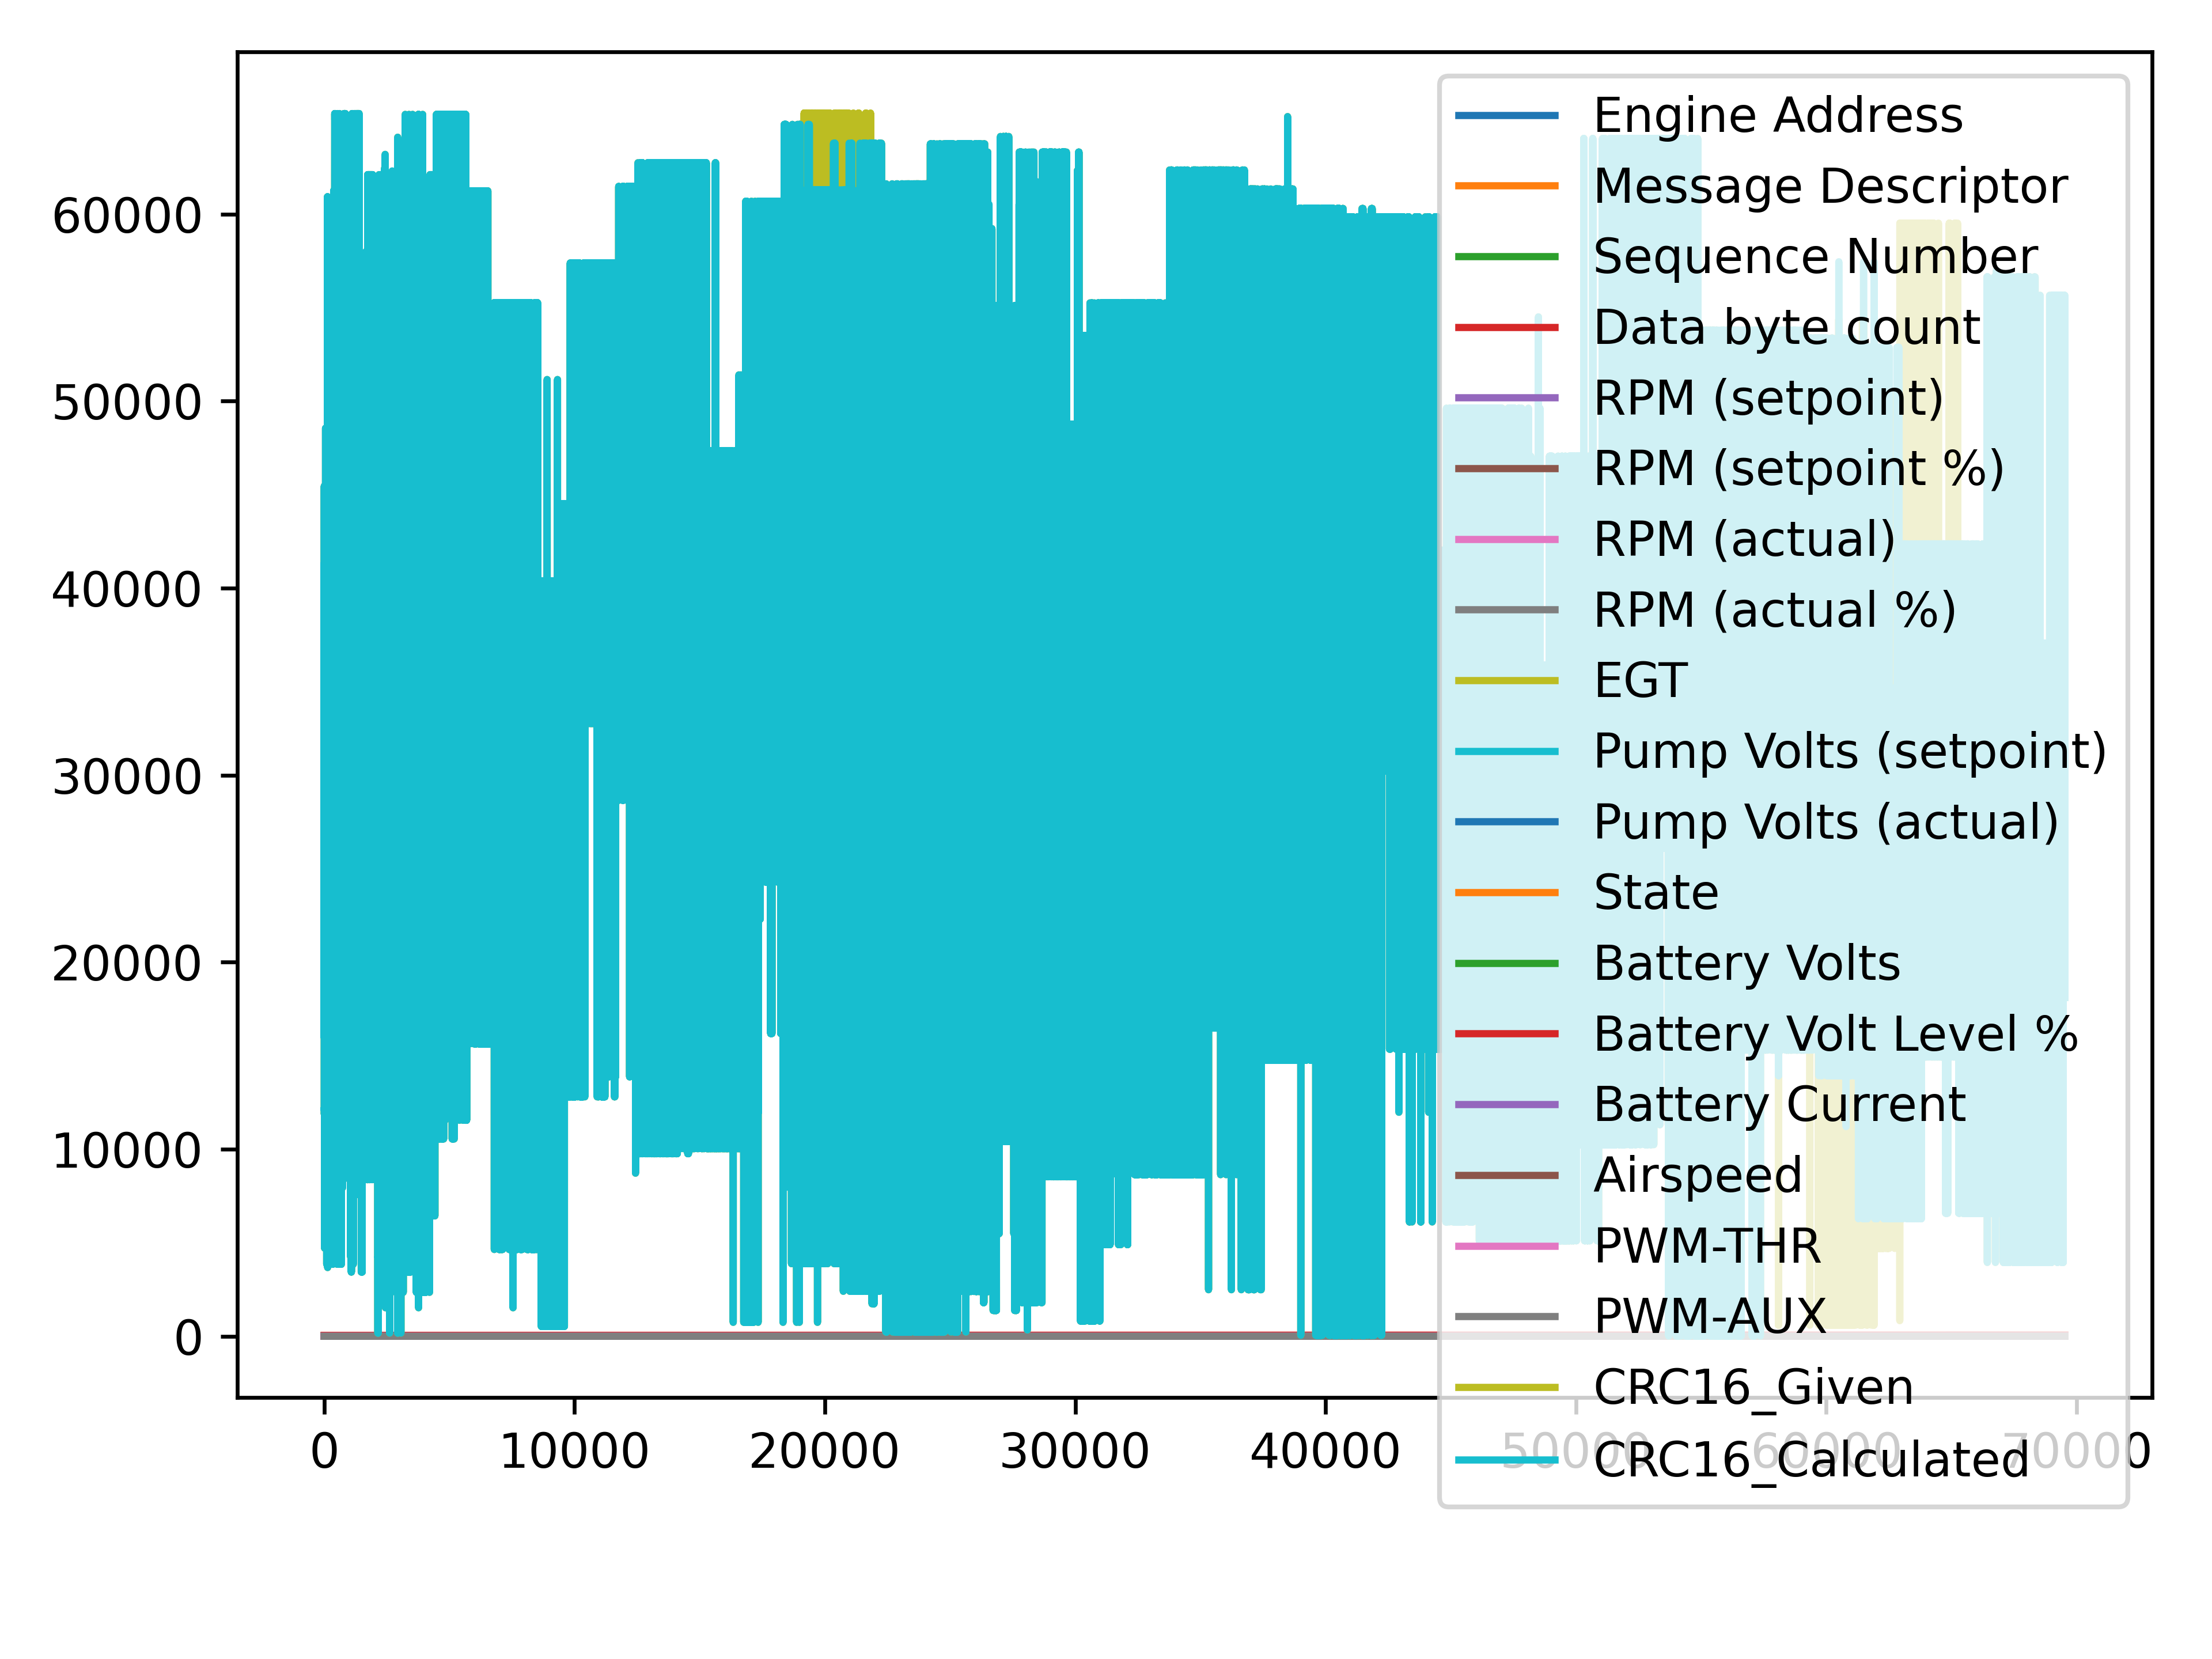 60000
50000
40000
30000
20000
10000
0
0 10000 20000 30000 40000 50000 60000 70000
Engine Address
Message Descriptor
Sequence Number
Data byte count
RPM (setpoint)
RPM (setpoint %)
RPM (actual)
RPM (actual %)
EGT
Pump Volts (setpoint)
Pump Volts (actual)
State
Battery Volts
Battery Volt Level %
Battery Current
Airspeed
PWM-THR
PWM-AUX
CRC16_Given
CRC16_Calculated